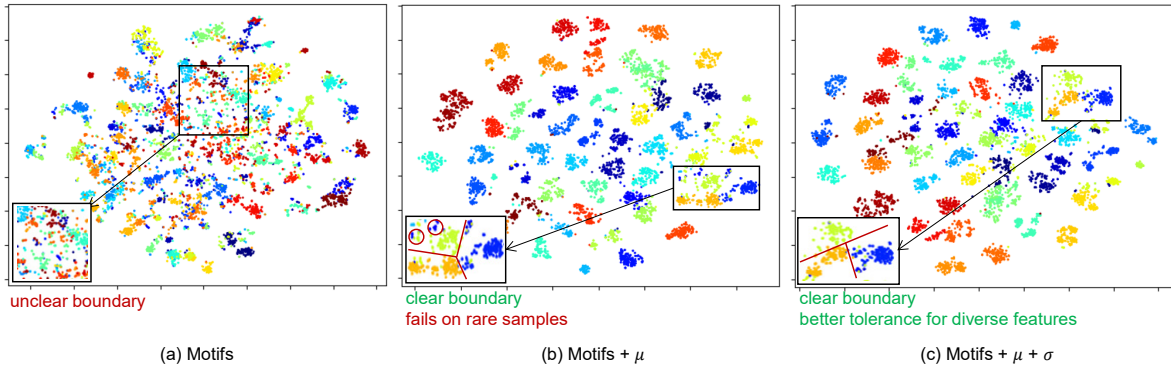 unclear boundary
clear boundary
fails on rare samples
clear boundary
better tolerance for diverse features
(a) Motifs
(b) Motifs + μ
(c) Motifs + μ + σ